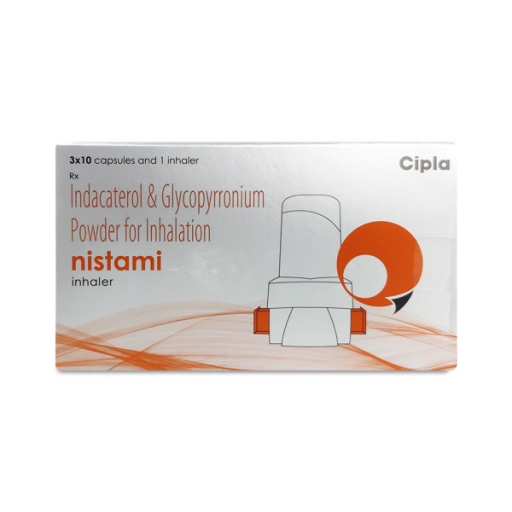 3x10 capsules and 1 inhaler
Cipla
Rx
Indacaterol & Glycopyrronium
Powder for Inhalation
nistami
inhaler